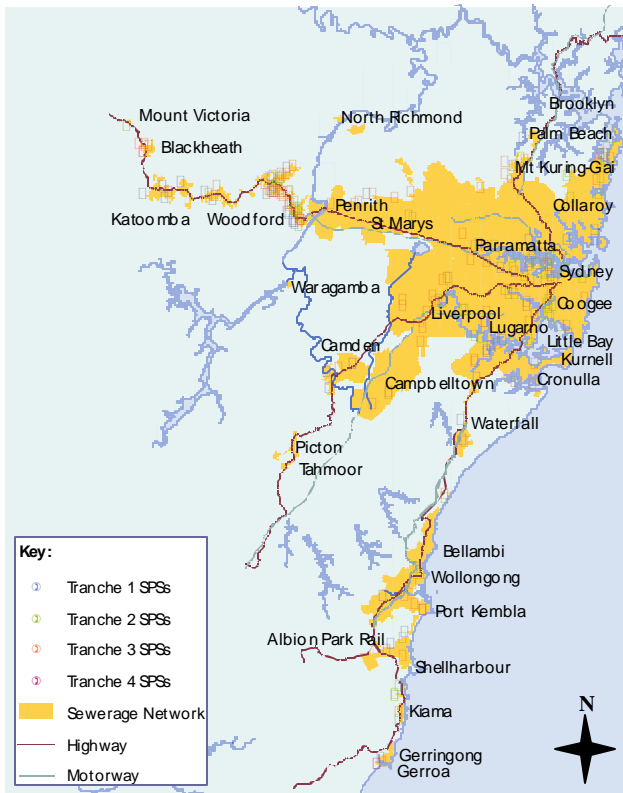 Brooklyn
Mount Victoria
North Richmond
Palm Beach
Blackheath
Mt Kuring-Gai
Penrith
Collaroy
Katoomba
Woodford
St Marys
Parramatta
Sydney
Waragamba
Coogee
Liverpool
Lugarno
Little Bay
Camden
Kurnell
Campbelltown
Cronulla
Waterfall
Picton
Tahmoor
Bellambi
Wollongong
Port Kembla
Albion Park Rail
Shellharbour
Kiama
Gerringong
Gerroa
Key:
Tranche 1 SPSs
Tranche 2 SPSs
Tranche 3 SPSs
Tranche 4 SPSs
Sewerage Network
Highway
Motorway
N